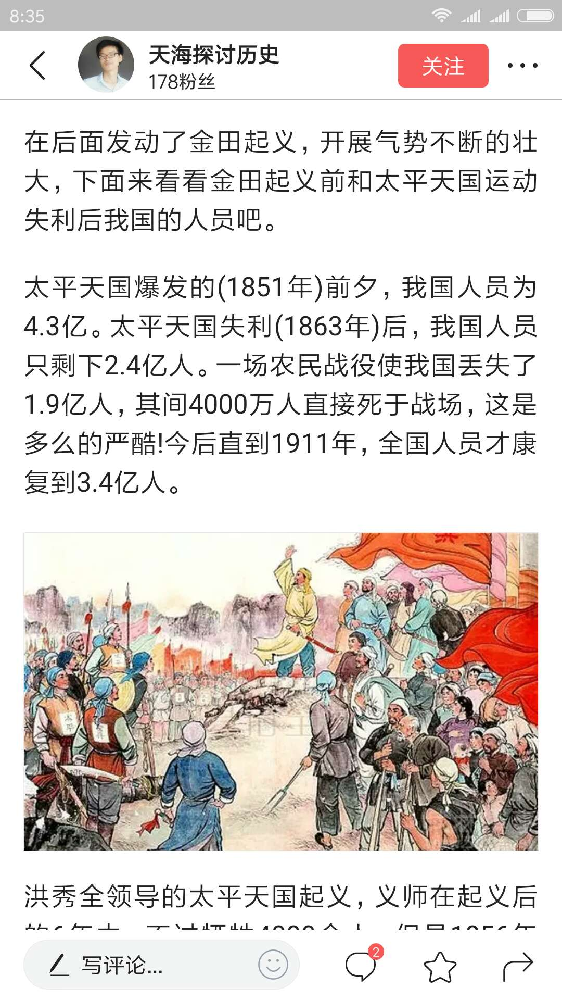 8:35
天海探讨历史
178粉丝
关注
在后面发动了金田起义，开展气势不断的壮
大，下面来看看金田起义前和太平天国运动
失利后我国的人员吧。
太平天国爆发的(1851年)前夕，我国人员为
4.3亿。太平天国失利(1863年)后，我国人员
只剩下2.4亿人。一场农民战役使我国丢失了
1.9亿人，其间4000万人直接死于战场，这是
多么的严酷!今后直到1911年，全国人员才康
复到3.4亿人。
洪
太平
洪秀全领导的太平天国起义，义师在起义后
写评论...
2